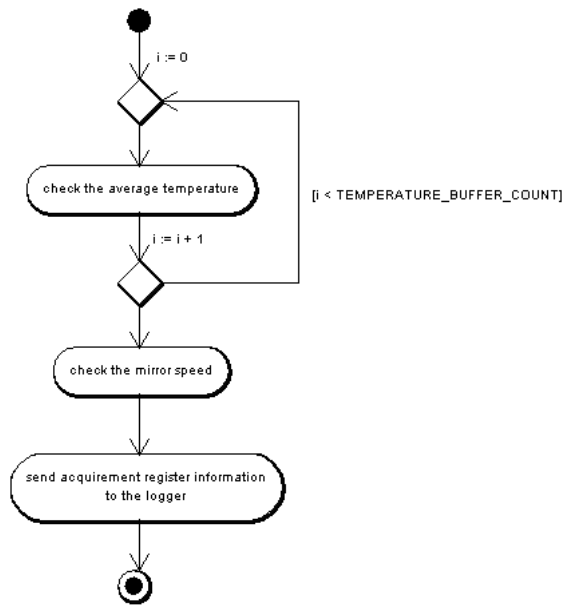 i := 0
check the average temperature
[i < TEMPERATURE_BUFFER_COUNT]
i := i + 1
check the mirror speed
send acquirement register information
to the logger